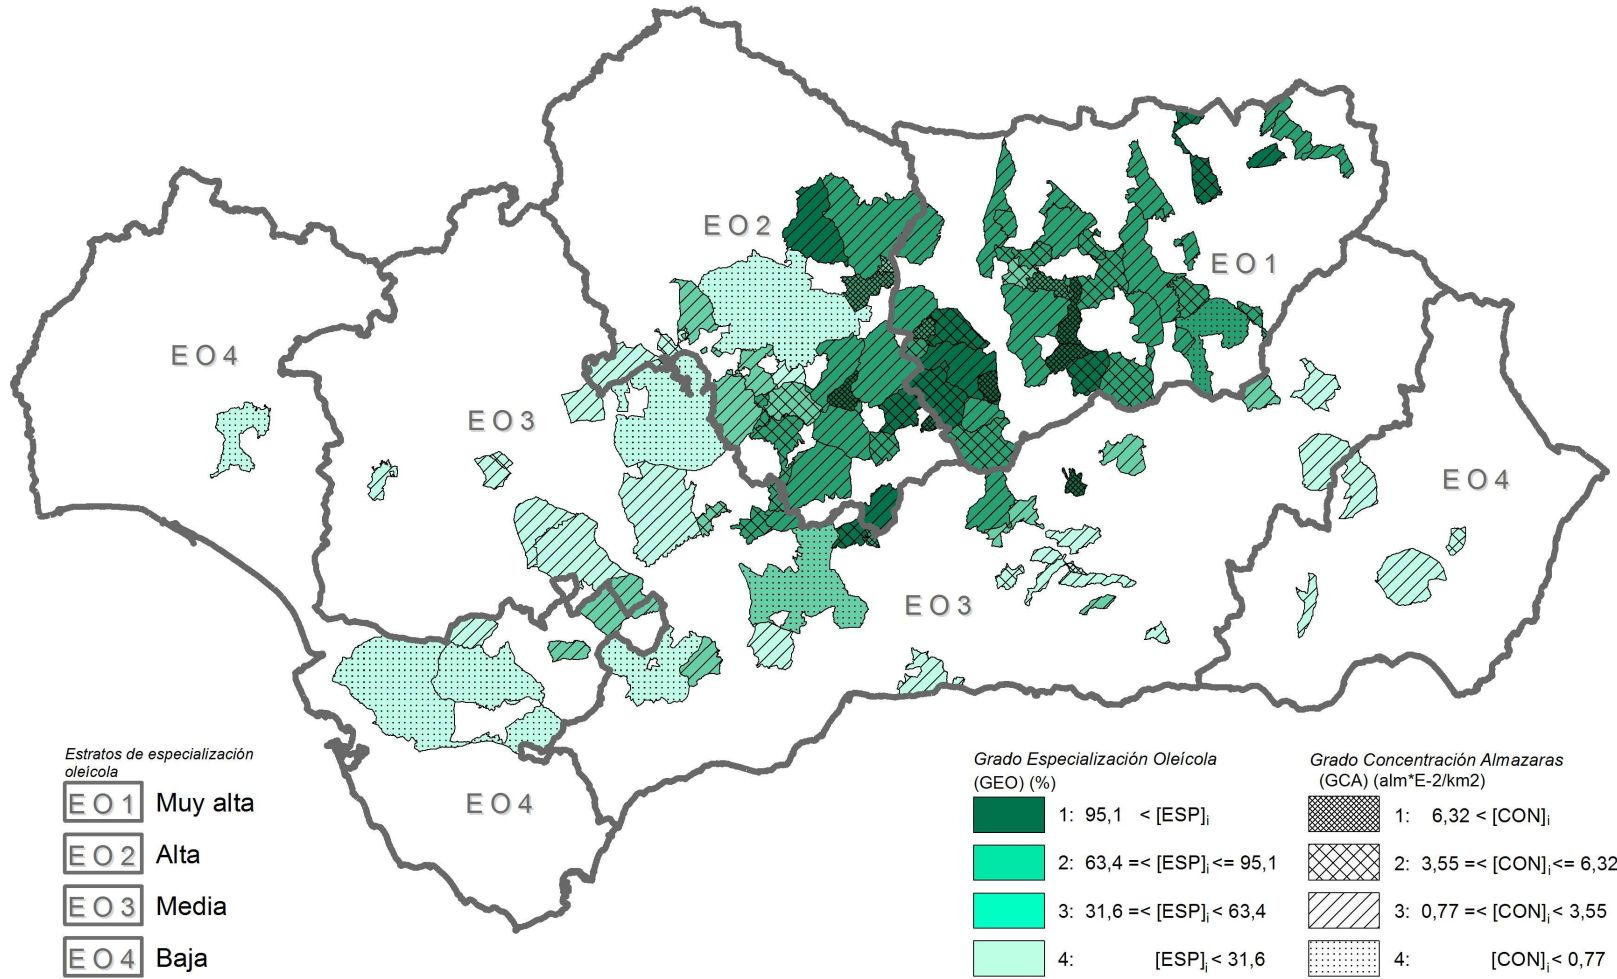 EO2
EO1
EO4
EO3
EO4
EO3
EO4
Estratos de especialización
oleícola
EO1 Muy alta
EO2 Alta
EO3 Media
EO4 Baja
Grado Especialización Oleícola
(GEO) (%)
1: 95,1 < [ESP]i
2: 63,4 =< [ESP]i <= 95,1
3: 31,6 =< [ESP]i < 63,4
4: [ESP]i < 31,6
Grado Concentración Almazaras
(GCA) (alm*E-2/km2)
1: 6,32 < [CON]i
2: 3,55 =< [CON]i <= 6,32
3: 0,77 =< [CON]i < 3,55
4: [CON]i < 0,77